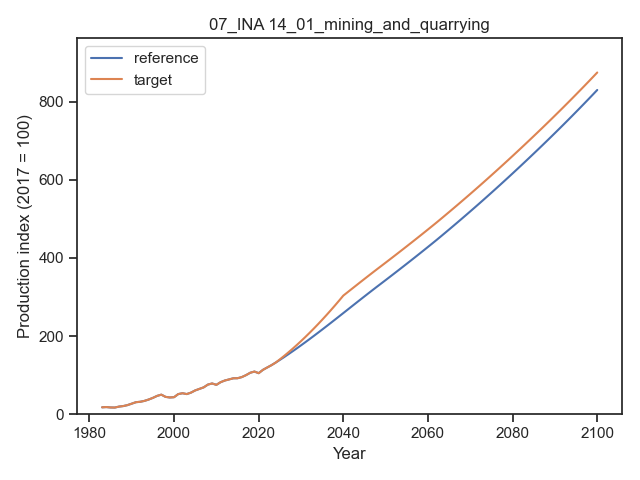 07_INA 14_01_mining_and_quarrying
reference
target
Production index (2017 = 100)
800
600
400
200
0
1980
2000
2020
2040
2060
2080
2100
Year